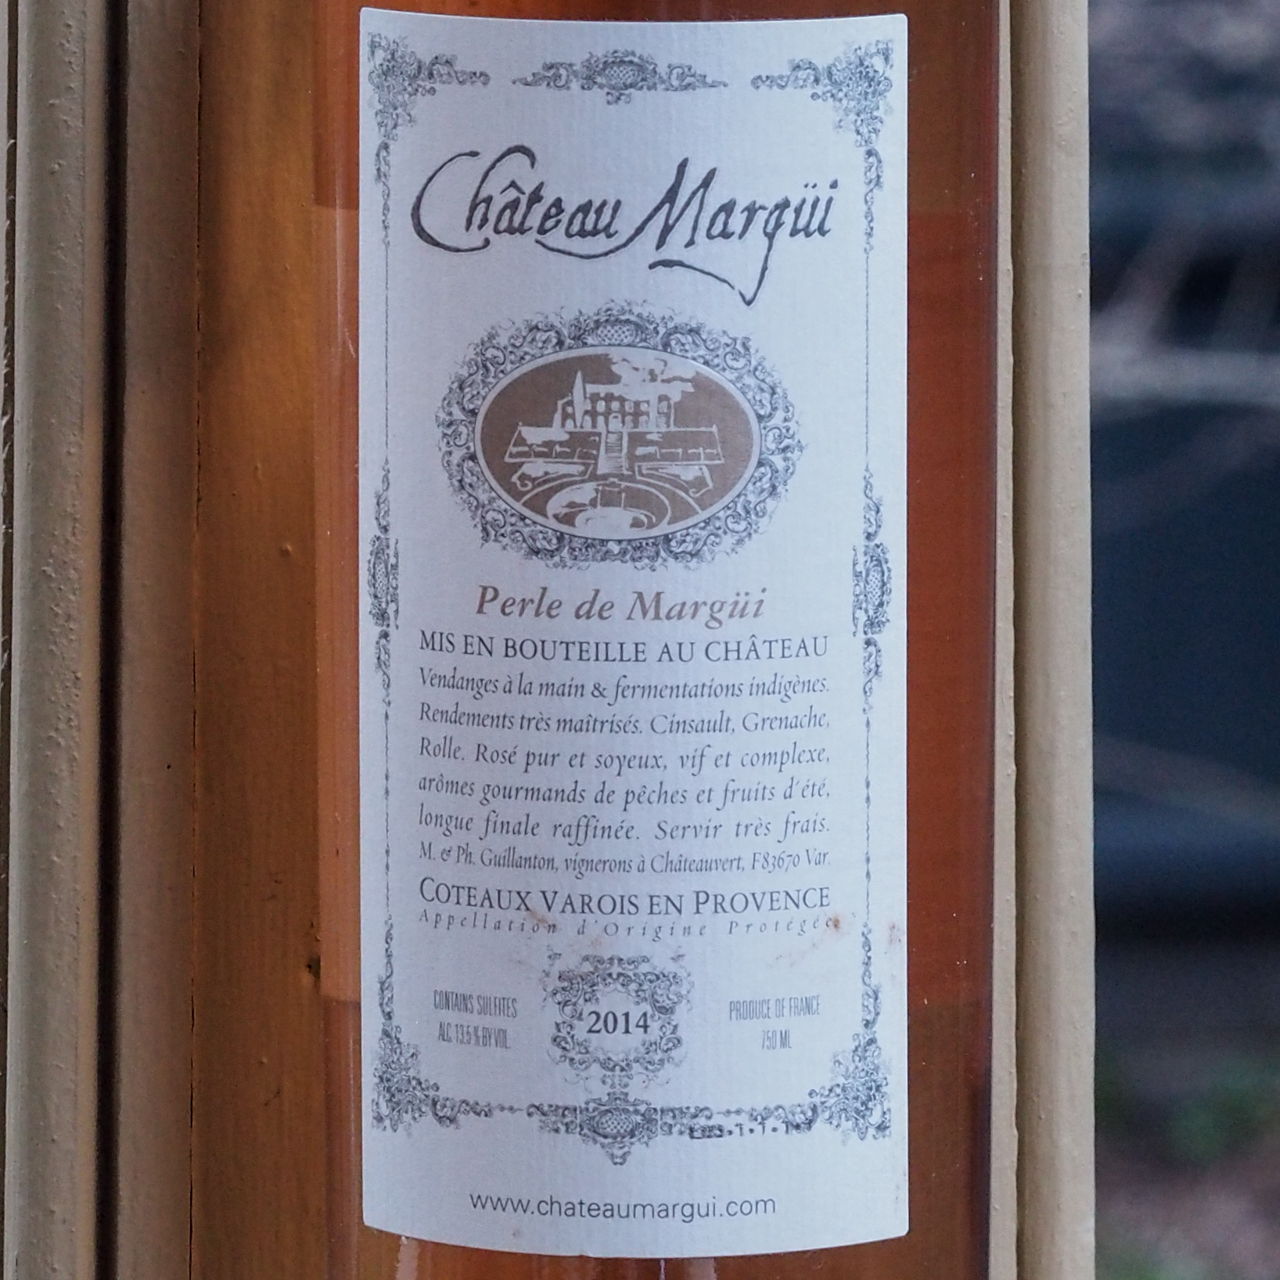 Château Margüi
Perle de Margüi
MIS EN BOUTEILLE AU CHÂTEAU
Vendanges à la main & fermentations indigènes.
Rendements très maîtrisés. Cinsault, Grenache,
Rolle. Rosé pur et soyeux, vif et complexe,
arômes gourmands de pêches et fruits d'été,
longue finale raffinée. Servir très frais.
M. & Ph. Guillanton, vignerons à Châteauvert, F83670 Var.
COTEAUX VAROIS EN PROVENCE
Appellation d'Origine Protégée
CONTAINS SULFITES
ALC. 13.5 % BY VOL.
2014
PRODUCE OF FRANCE
750 ML
www.chateaumargui.com